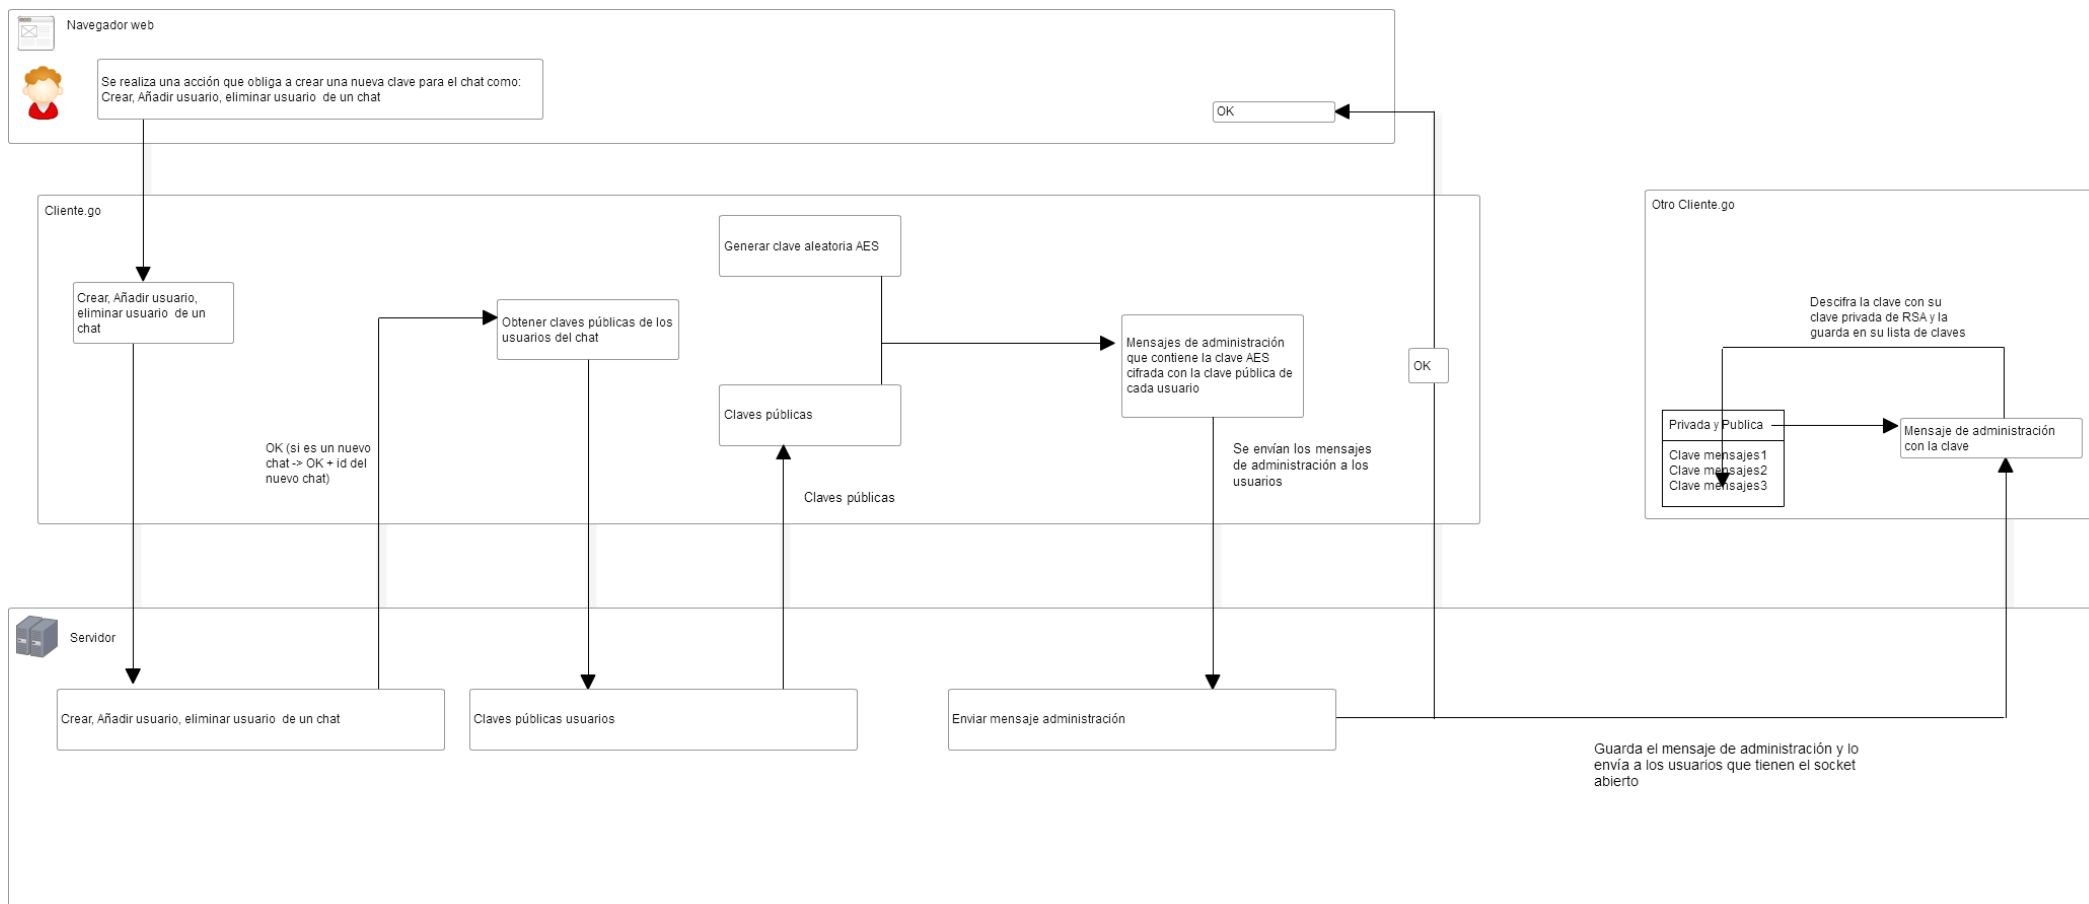 Navegador web
Se realiza una acción que obliga a crear una nueva clave para el chat como:
Crear, Añadir usuario, eliminar usuario de un chat
OK
Cliente.go
Crear, Añadir usuario,
eliminar usuario de un
chat
OK (si es un nuevo
chat -> OK + id del
nuevo chat)
Obtener claves públicas de los
usuarios del chat
Generar clave aleatoria AES
Claves públicas
Claves públicas
Mensajes de administración
que contiene la clave AES
cifrada con la clave pública de
cada usuario
Se envían los mensajes
de administración a los
usuarios
OK
Otro Cliente.go
Descifra la clave con su
clave privada de RSA y la
guarda en su lista de claves
Privada y Publica
Clave mensajes1
Clave mensajes2
Clave mensajes3
Mensaje de administración
con la clave
Servidor
Crear, Añadir usuario, eliminar usuario de un chat
Claves públicas usuarios
Enviar mensaje administración
Guarda el mensaje de administración y lo
envía a los usuarios que tienen el socket
abierto